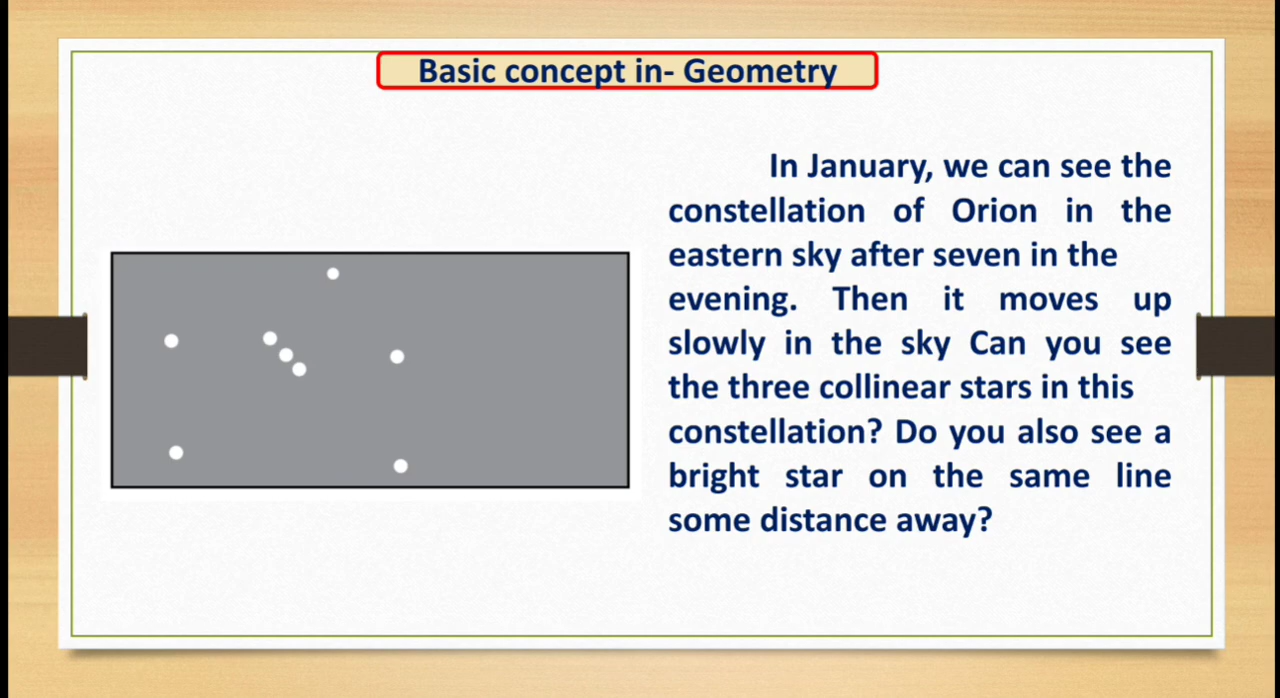 Basic concept in- Geometry
In January, we can see the
constellation of Orion in the
eastern sky after seven in the
evening. Then it moves up
slowly in the sky Can you see
the three collinear stars in this
constellation? Do you also see a
bright star on the same line
some distance away?